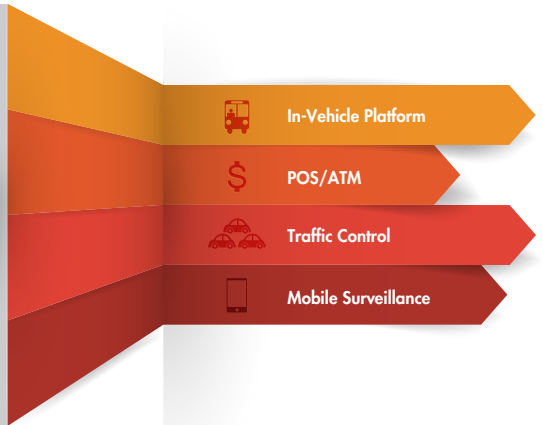 In-Vehicle Platform
$
POS/ATM
Traffic Control
Mobile Surveillance